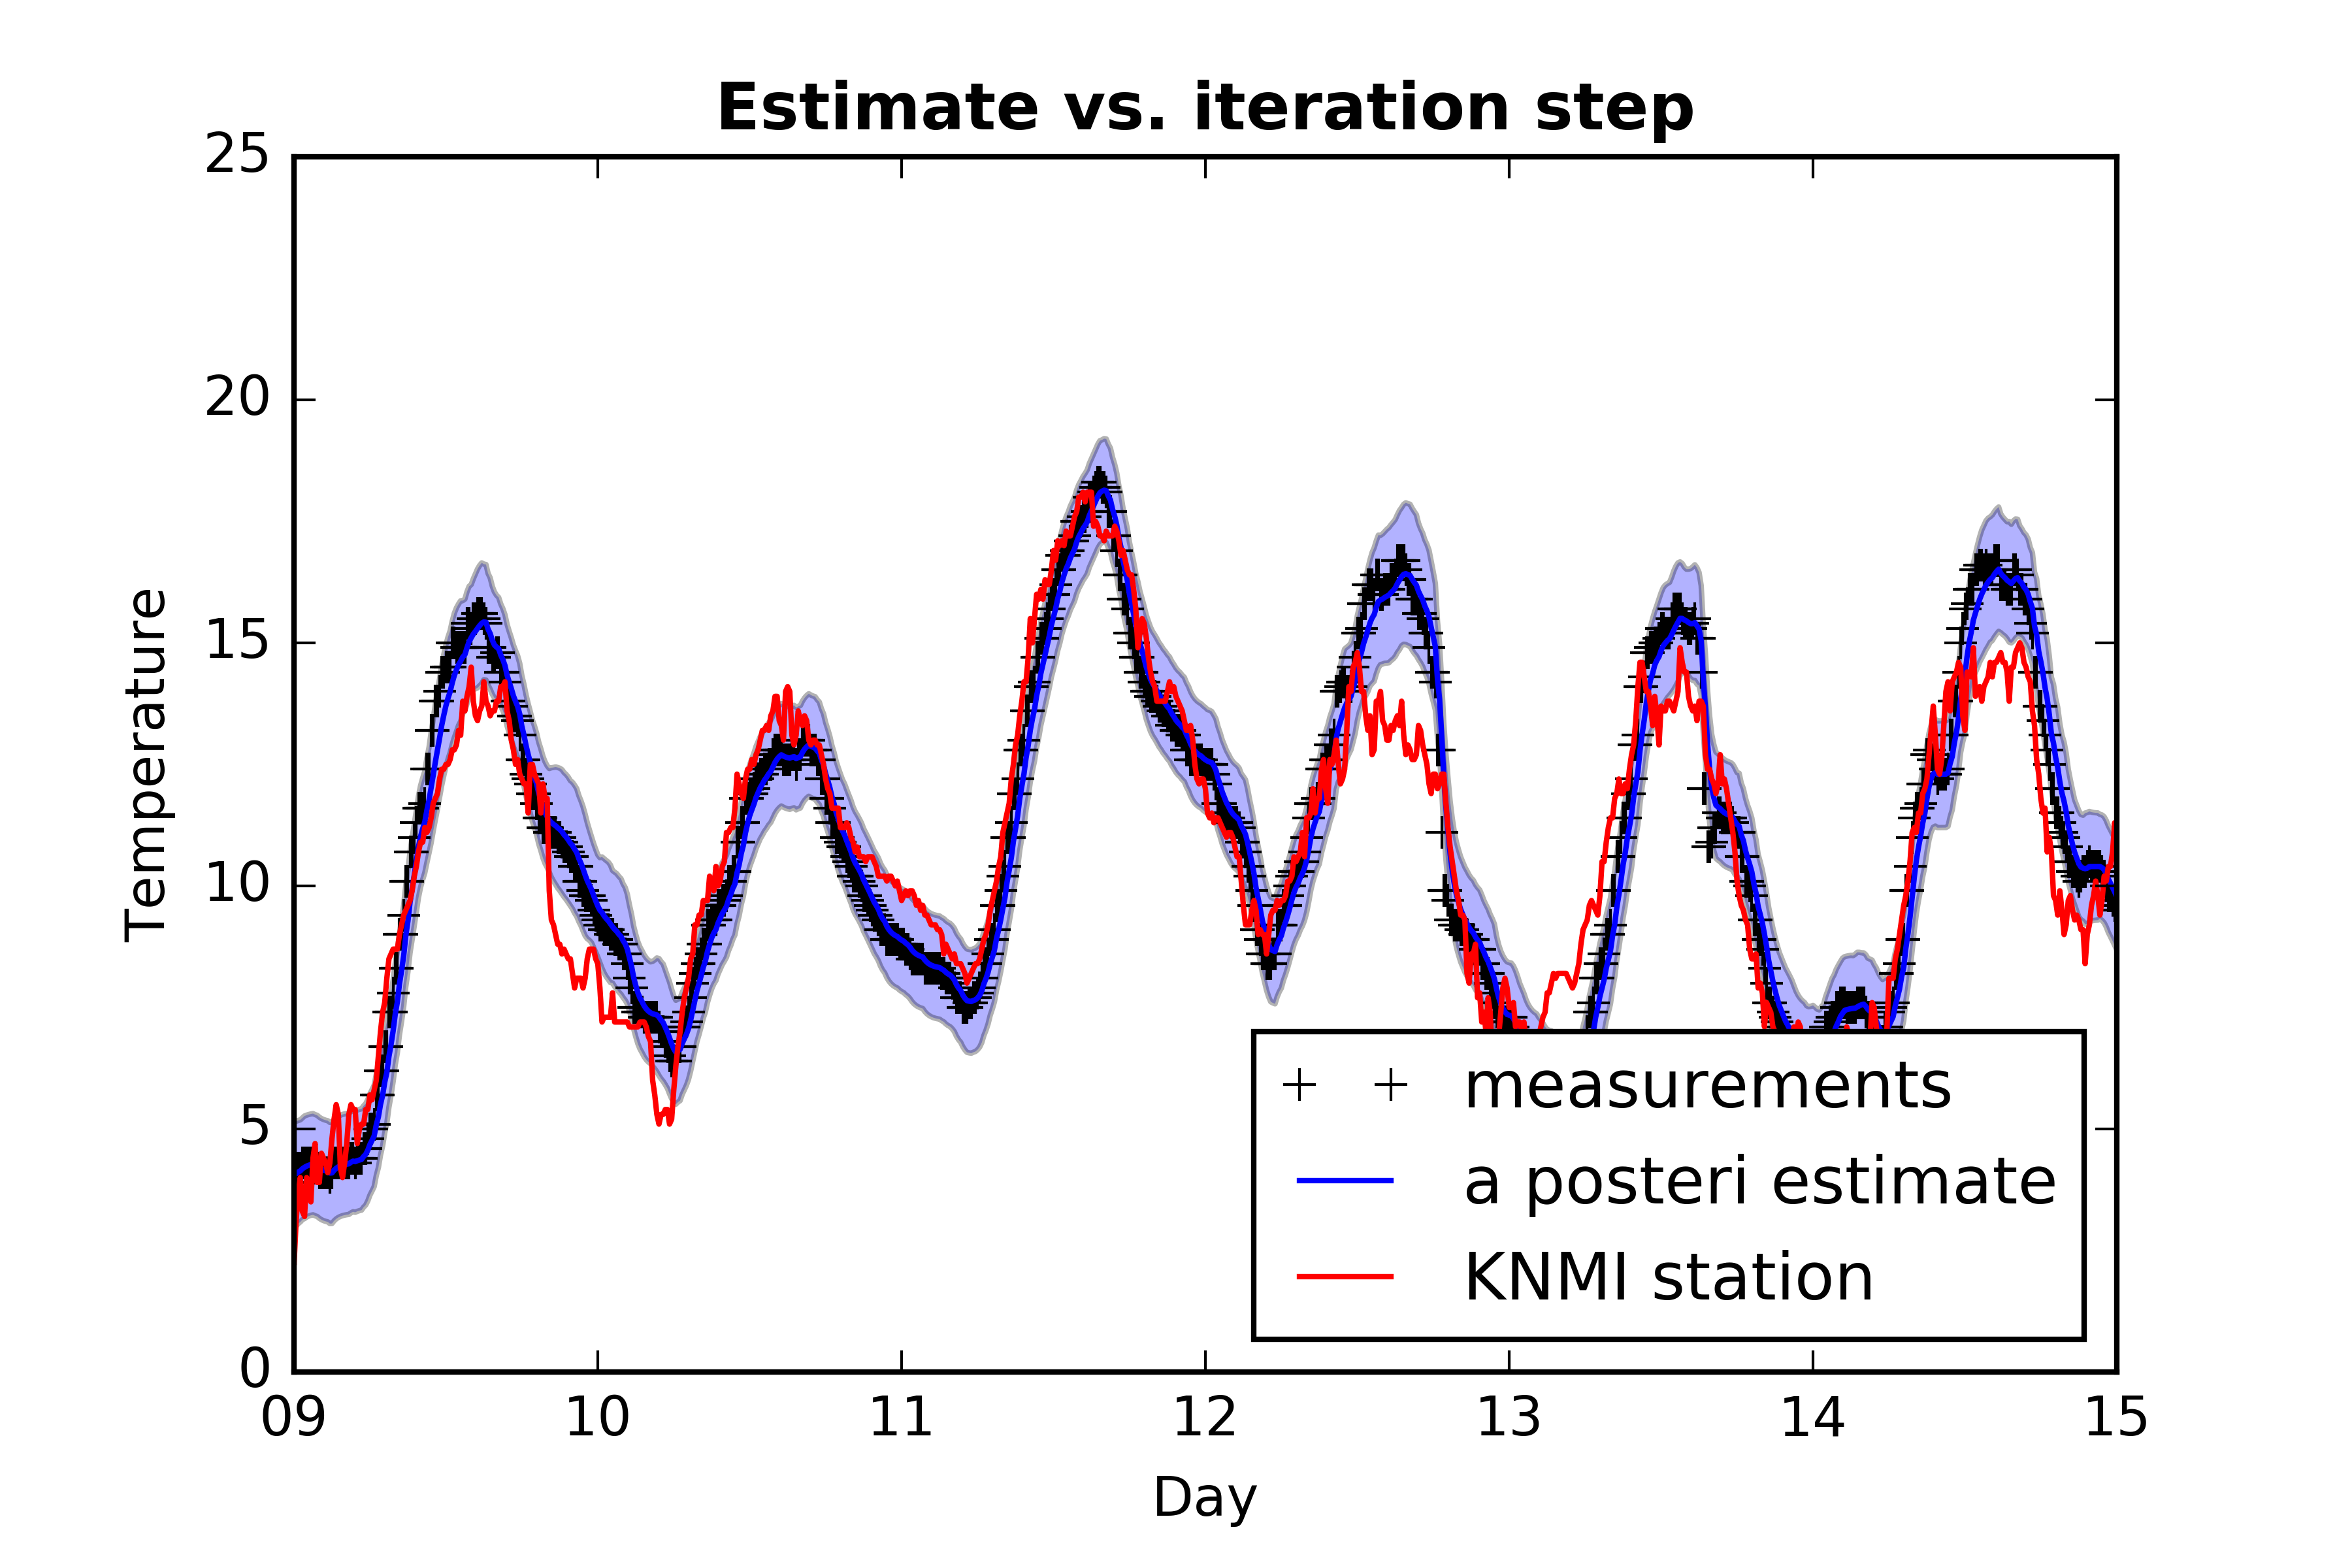 Estimate vs. iteration step
25
20
15
10
5
0
Temperature
09 10 11 12 13 14 15
Day
measurements
a posteri estimate
KNMI station